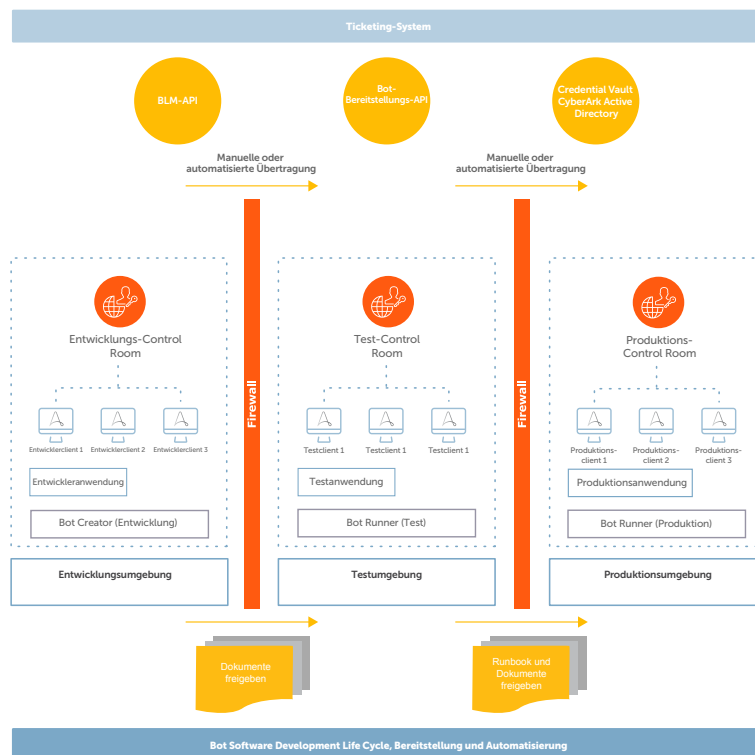 Ticketing-System
BLM-API
Bot-
Bereitstellungs-API
Credential Vault
CyberArk Active
Directory
Manuelle oder
automatisierte Übertragung
Manuelle oder
automatisierte Übertragung
Firewall
Firewall
Entwicklungs-Control
Room
Test-Control
Room
Produktions-
Control Room
Entwicklerclient 1
Entwicklerclient 2
Entwicklerclient 3
Testclient 1
Testclient 1
Testclient 1
Produktions-
client 1
Produktions-
client 2
Produktions-
client 3
Entwickleranwendung
Testanwendung
Produktionsanwendung
Bot Creator (Entwicklung)
Bot Runner (Test)
Bot Runner (Produktion)
Entwicklungsumgebung
Testumgebung
Produktionsumgebung
Dokumente
freigeben
Runbook und
Dokumente
freigeben
Bot Software Development Life Cycle, Bereitstellung und Automatisierung